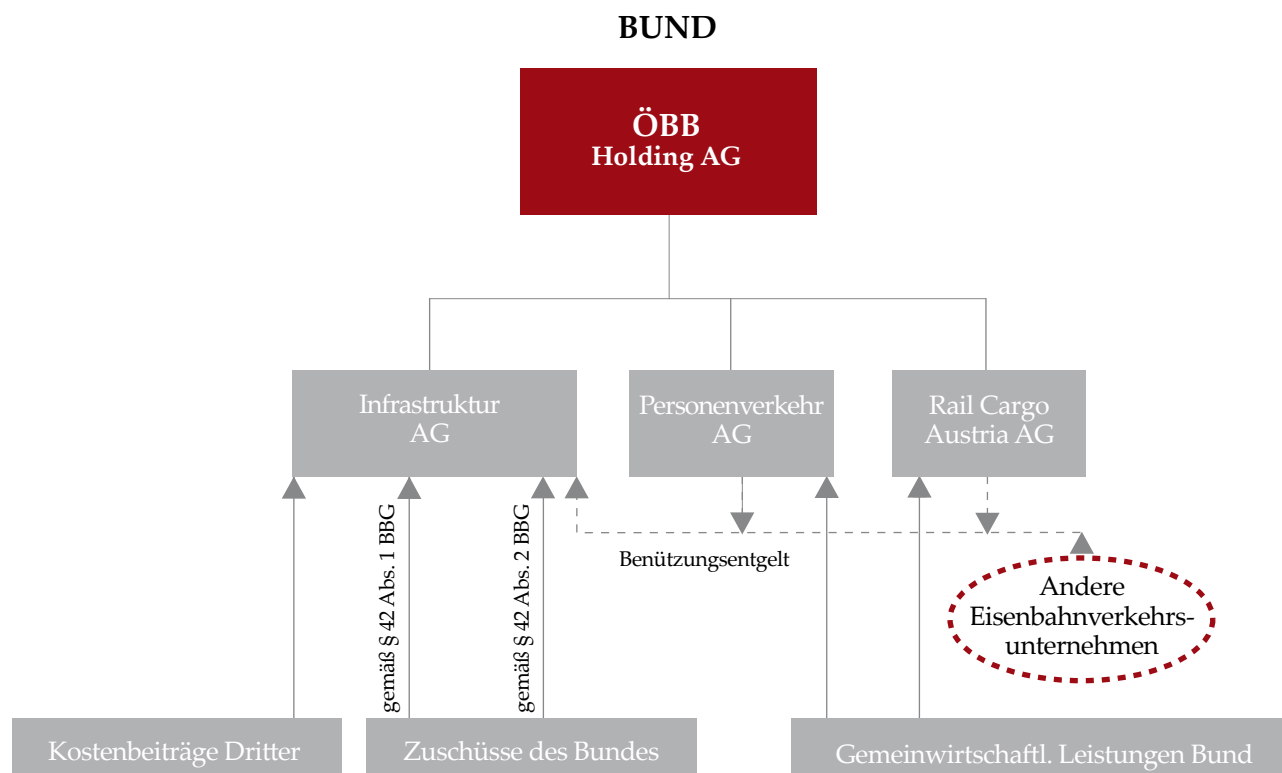 BUND
ÖBB
Holding AG
Infrastruktur
AG
Personenverkehr
AG
Rail Cargo
Austria AG
gemäß § 42 Abs. 1 BBG
gemäß § 42 Abs. 2 BBG
Benützungsentgelt
Andere
Eisenbahnverkehrs-
unternehmen
Kostenbeiträge Dritter
Zuschüsse des Bundes
Gemeinwirtschaftl. Leistungen Bund